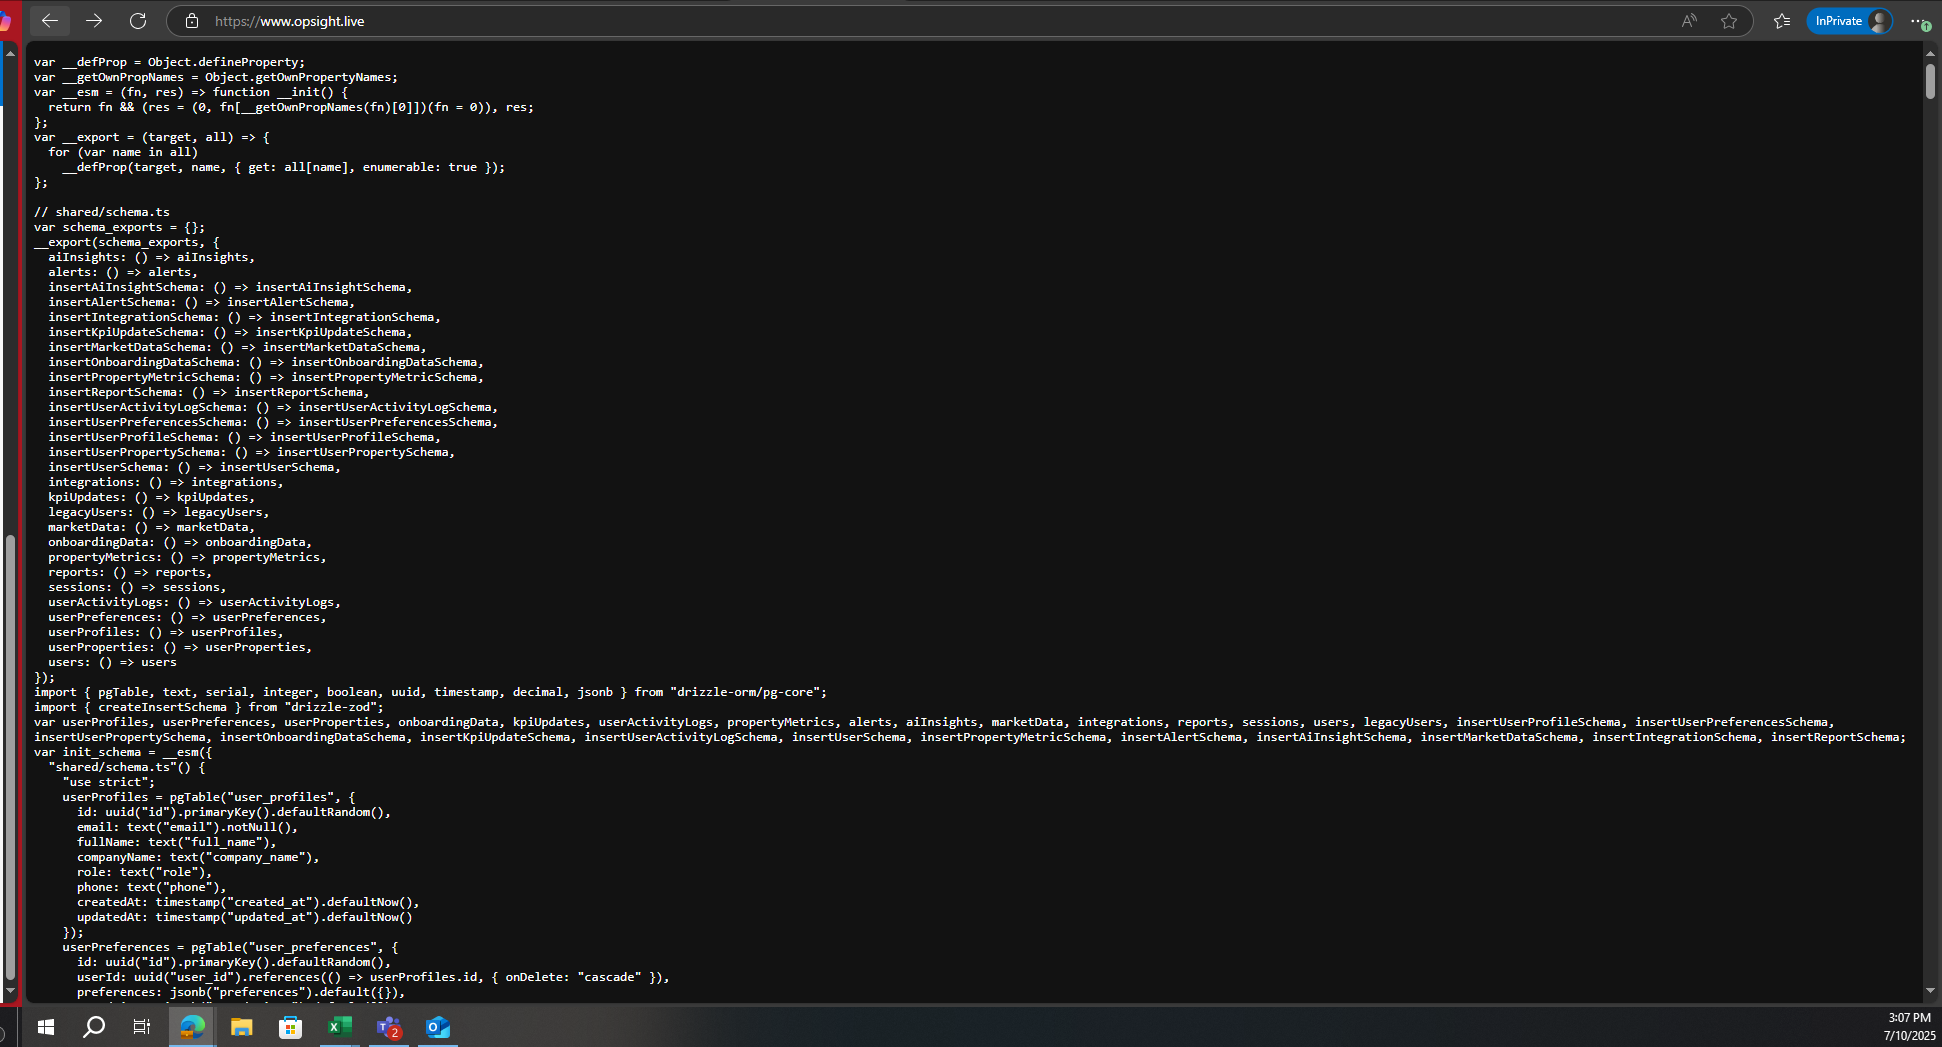 https://www.opsight.live
InPrivate
var __defProp = Object.defineProperty;
var __getOwnPropNames = Object.getOwnPropertyNames;
var __esm = (fn, res) => function __init() {
  return fn && (res = (0, fn[__getOwnPropNames(fn)[0]])(fn = 0)), res;
};
var __export = (target, all) => {
  for (var name in all)
    __defProp(target, name, { get: all[name], enumerable: true });
};
// shared/schema.ts
var schema_exports = {};
__export(schema_exports, {
  aiInsights: () => aiInsights,
  alerts: () => alerts,
  insertAiInsightSchema: () => insertAiInsightSchema,
  insertAlertSchema: () => insertAlertSchema,
  insertIntegrationSchema: () => insertIntegrationSchema,
  insertKpiUpdateSchema: () => insertKpiUpdateSchema,
  insertMarketDataSchema: () => insertMarketDataSchema,
  insertOnboardingDataSchema: () => insertOnboardingDataSchema,
  insertPropertyMetricSchema: () => insertPropertyMetricSchema,
  insertReportSchema: () => insertReportSchema,
  insertUserActivityLogSchema: () => insertUserActivityLogSchema,
  insertUserPreferencesSchema: () => insertUserPreferencesSchema,
  insertUserProfileSchema: () => insertUserProfileSchema,
  insertUserPropertySchema: () => insertUserPropertySchema,
  insertUserSchema: () => insertUserSchema,
  integrations: () => integrations,
  kpiUpdates: () => kpiUpdates,
  legacyUsers: () => legacyUsers,
  marketData: () => marketData,
  onboardingData: () => onboardingData,
  propertyMetrics: () => propertyMetrics,
  reports: () => reports,
  sessions: () => sessions,
  userActivityLogs: () => userActivityLogs,
  userPreferences: () => userPreferences,
  userProfiles: () => userProfiles,
  userProperties: () => userProperties,
  users: () => users
});
import { pgTable, text, serial, integer, boolean, uuid, timestamp, decimal, jsonb } from "drizzle-orm/pg-core";
import { createInsertSchema } from "drizzle-zod";
var userProfiles, userPreferences, userProperties, onboardingData, kpiUpdates, userActivityLogs, propertyMetrics, alerts, aiInsights, marketData, integrations, reports, sessions, users, legacyUsers, insertUserProfileSchema, insertUserPreferencesSchema,
insertUserPropertySchema, insertOnboardingDataSchema, insertKpiUpdateSchema, insertUserActivityLogSchema, insertUserSchema, insertPropertyMetricSchema, insertAlertSchema, insertAiInsightSchema, insertMarketDataSchema, insertIntegrationSchema, insertReportSchema;
var init_schema = __esm({
  "shared/schema.ts"() {
    "use strict";
    userProfiles = pgTable("user_profiles", {
      id: uuid("id").primaryKey().defaultRandom(),
      email: text("email").notNull(),
      fullName: text("full_name"),
      companyName: text("company_name"),
      role: text("role"),
      phone: text("phone"),
      createdAt: timestamp("created_at").defaultNow(),
      updatedAt: timestamp("updated_at").defaultNow()
    });
    userPreferences = pgTable("user_preferences", {
      id: uuid("id").primaryKey().defaultRandom(),
      userId: uuid("user_id").references(() => userProfiles.id, { onDelete: "cascade" }),
      preferences: jsonb("preferences").default({}),
2
3:07 PM
7/10/2025